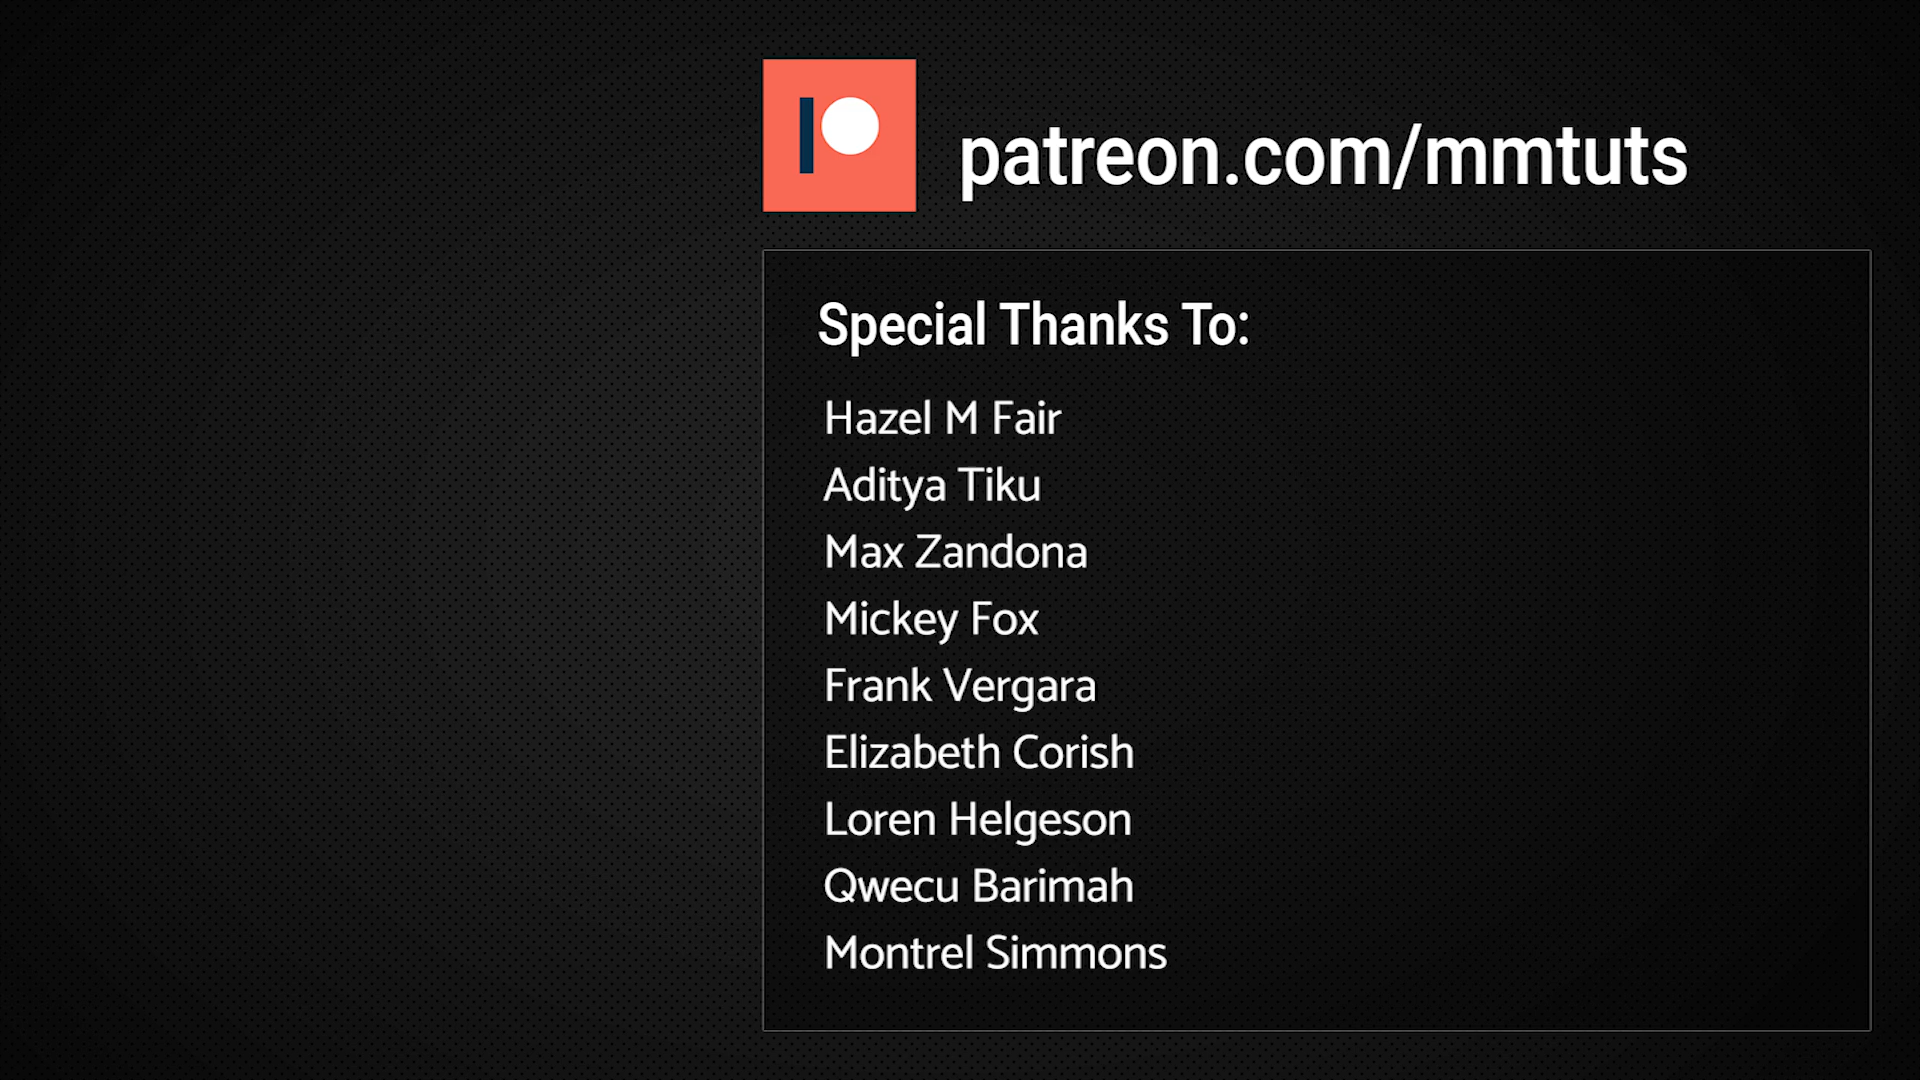 patreon.com/mmtuts
Special Thanks To:
Hazel M Fair
Aditya Tiku
Max Zandona
Mickey Fox
Frank Vergara
Elizabeth Corish
Loren Helgeson
Qwecu Barimah
Montrel Simmons